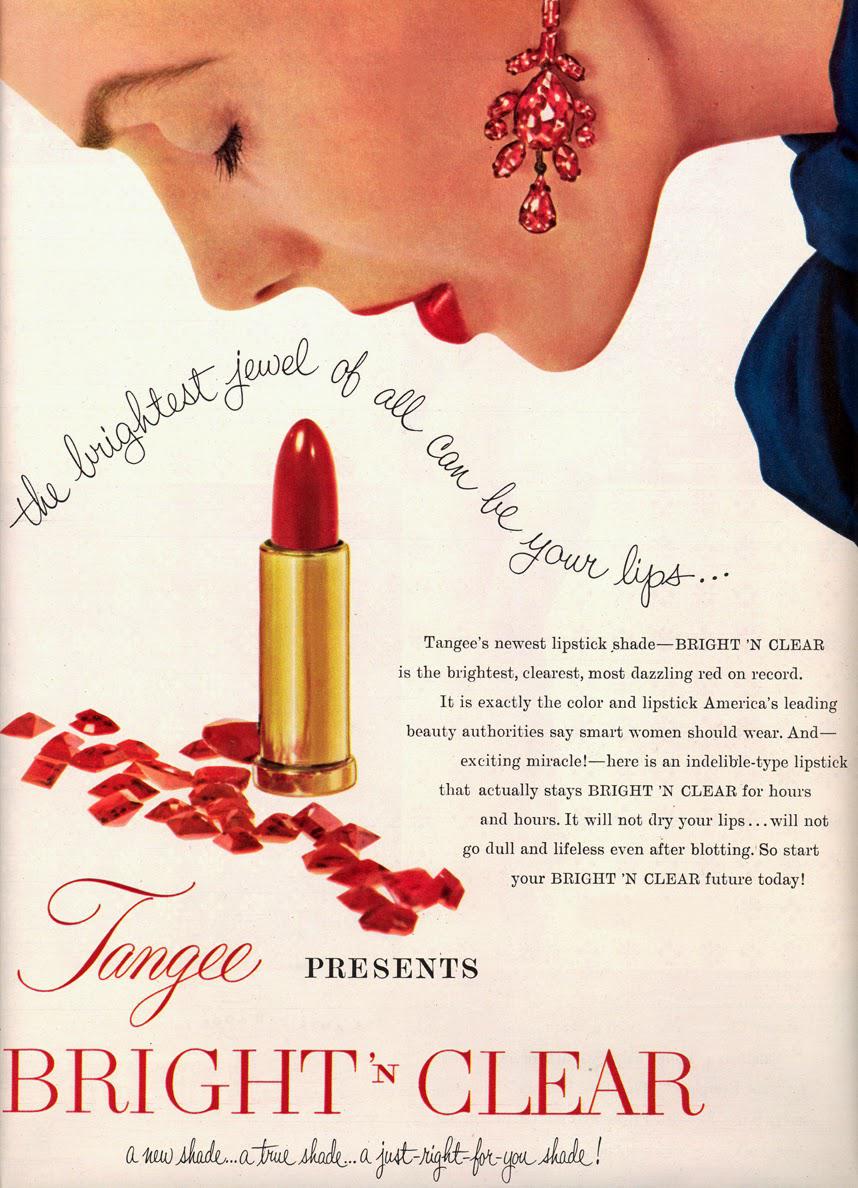 the brightest jewel of all can be your lips...
Tangee's newest lipstick shade—BRIGHT 'N CLEAR
is the brightest, clearest, most dazzling red on record.
It is exactly the color and lipstick America's leading
beauty authorities say smart women should wear. And—
exciting miracle!—here is an indelible-type lipstick
that actually stays BRIGHT 'N CLEAR for hours
and hours. It will not dry your lips...will not
go dull and lifeless even after blotting. So start
your BRIGHT 'N CLEAR future today!
Tangee PRESENTS
BRIGHT 'N CLEAR
a new shade...a true shade...a just-right-for-you shade!